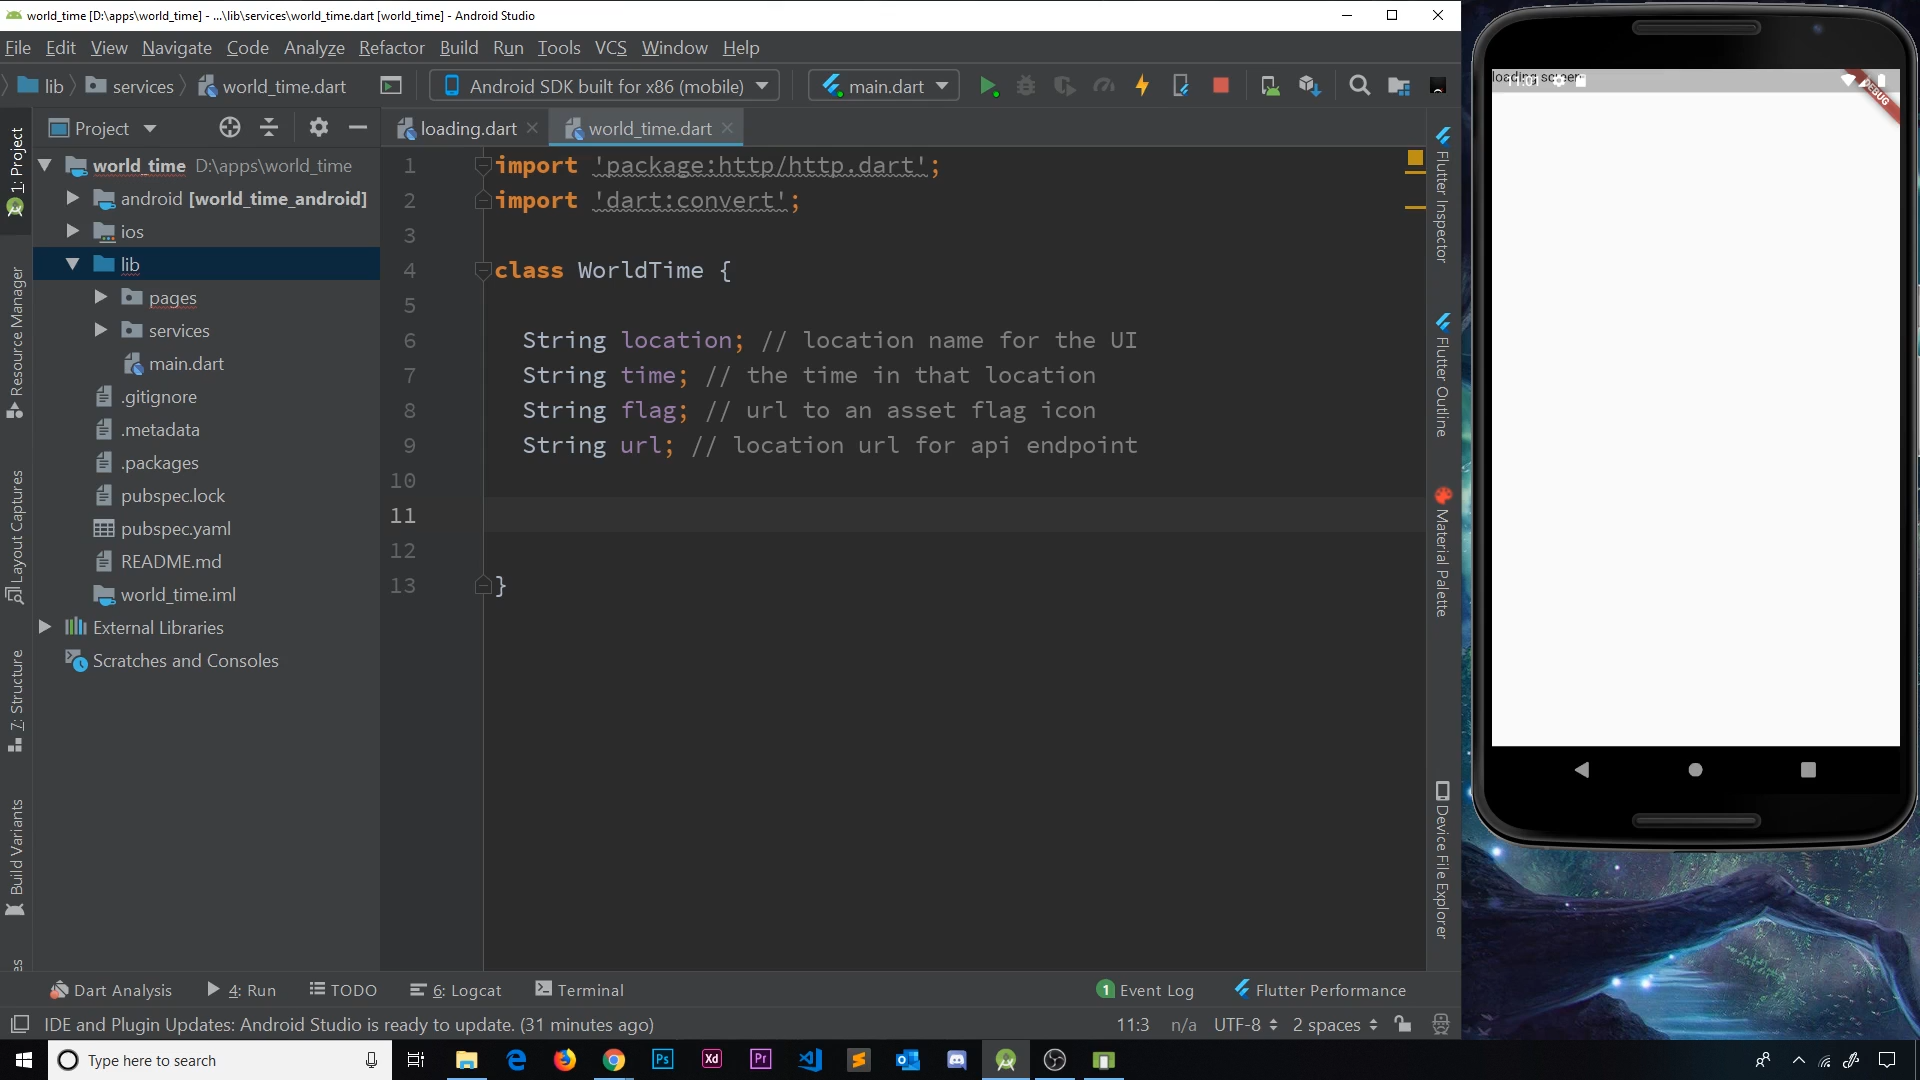 world_time [D:\apps\world_time] - ...\lib\services\world_time.dart [world_time] - Android Studio
File Edit View Navigate Code Analyze Refactor Build Run Tools VCS Window Help
lib services world_time.dart Android SDK built for x86 (mobile) main.dart
Project
loading.dart world_time.dart
world_time D:\apps\world_time
android [world_time_android]
ios
lib
pages
services
main.dart
.gitignore
.metadata
.packages
pubspec.lock
pubspec.yaml
README.md
world_time.iml
External Libraries
Scratches and Consoles
1: Project
Resource Manager
Layout Captures
7: Structure
Build Variants
1 import 'package:http/http.dart';
2 import 'dart:convert';
3
4 class WorldTime {
5
6 String location; // location name for the UI
7 String time; // the time in that location
8 String flag; // url to an asset flag icon
9 String url; // location url for api endpoint
10
11
12
13 }
Flutter Inspector
Flutter Outline
Material Palette
Device File Explorer
loading screen
DEBUG
Dart Analysis 4: Run TODO 6: Logcat Terminal 1 Event Log Flutter Performance
IDE and Plugin Updates: Android Studio is ready to update. (31 minutes ago) 11:3 n/a UTF-8 2 spaces
Type here to search
Ps
Xd
Pr